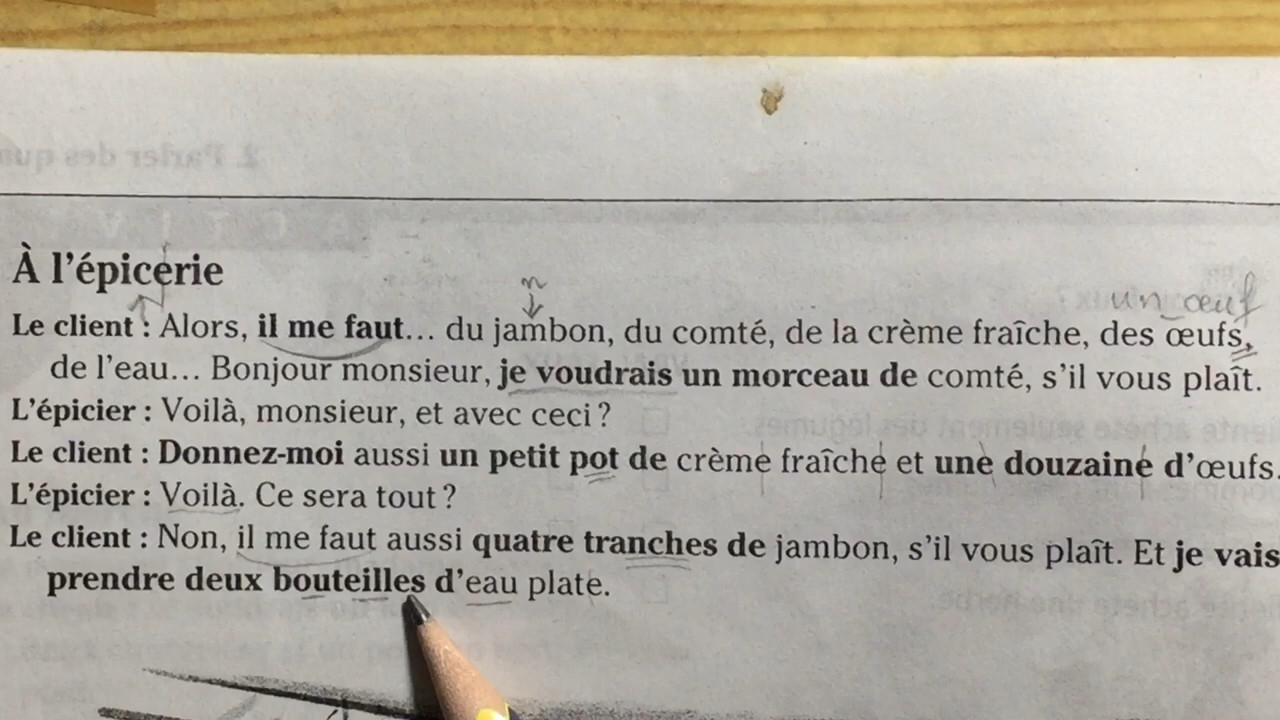 À l'épicerie
n
un œuf
Le client : Alors, il me faut... du jambon, du comté, de la crème fraîche, des œufs,
de l'eau... Bonjour monsieur, je voudrais un morceau de comté, s'il vous plaît.
L'épicier : Voilà, monsieur, et avec ceci ?
Le client : Donnez-moi aussi un petit pot de crème fraîche et une douzaine d'œufs.
L'épicier : Voilà. Ce sera tout ?
Le client : Non, il me faut aussi quatre tranches de jambon, s'il vous plaît. Et je vais
prendre deux bouteilles d'eau plate.